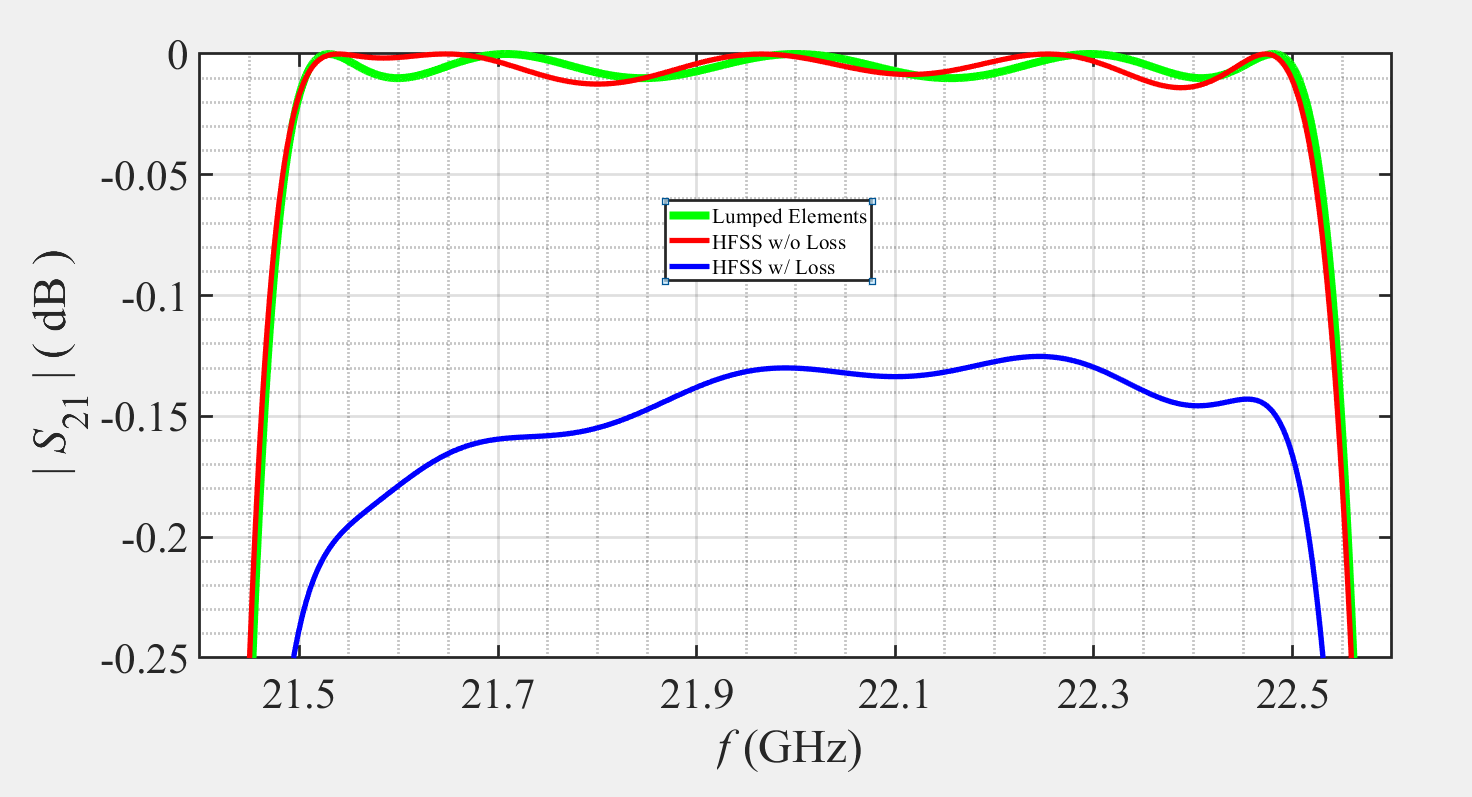 0
-0.05
-0.1
-0.15
-0.2
-0.25
| S21 | ( dB )
Lumped Elements
HFSS w/o Loss
HFSS w/ Loss
21.5 21.7 21.9 22.1 22.3 22.5
f (GHz)